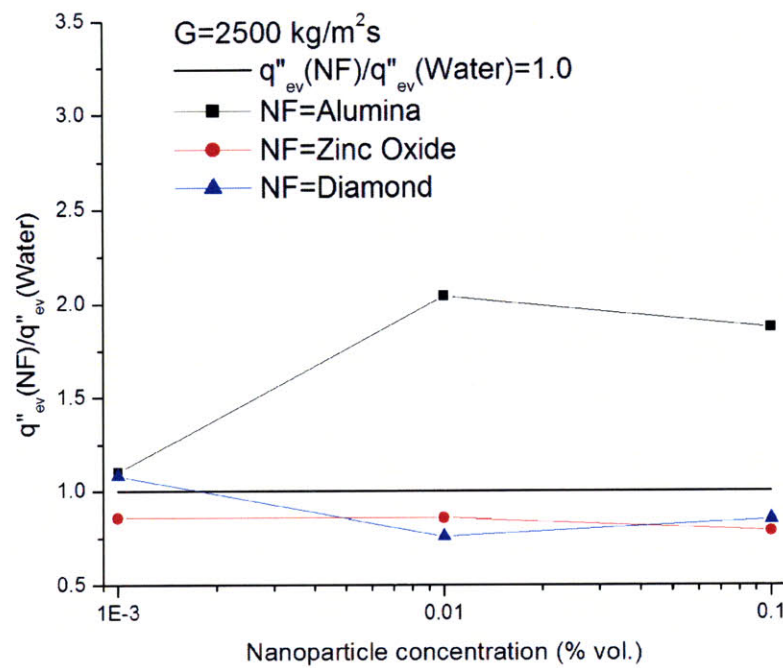 G=2500 kg/m²s
q"ev(NF)/q"ev(Water)=1.0
NF=Alumina
NF=Zinc Oxide
NF=Diamond
3.5
3.0
2.5
2.0
1.5
1.0
0.5
q"ev(NF)/q"ev(Water)
1E-3
0.01
0.1
Nanoparticle concentration (% vol.)